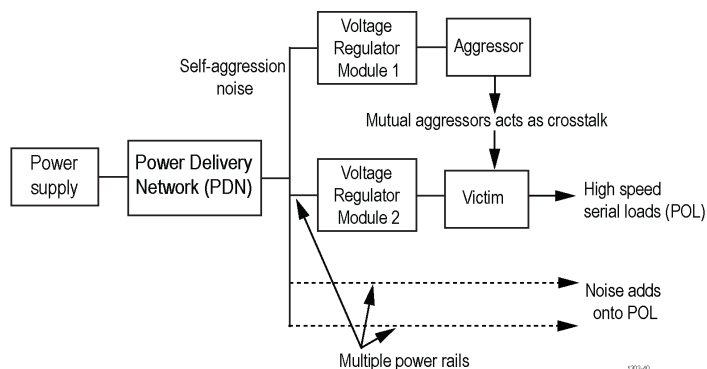 Voltage
Regulator
Module 1
Aggressor
Self-aggression
noise
Mutual aggressors acts as crosstalk
Power
supply
Power Delivery
Network (PDN)
Voltage
Regulator
Module 2
Victim
High speed
serial loads (POL)
Noise adds
onto POL
Multiple power rails